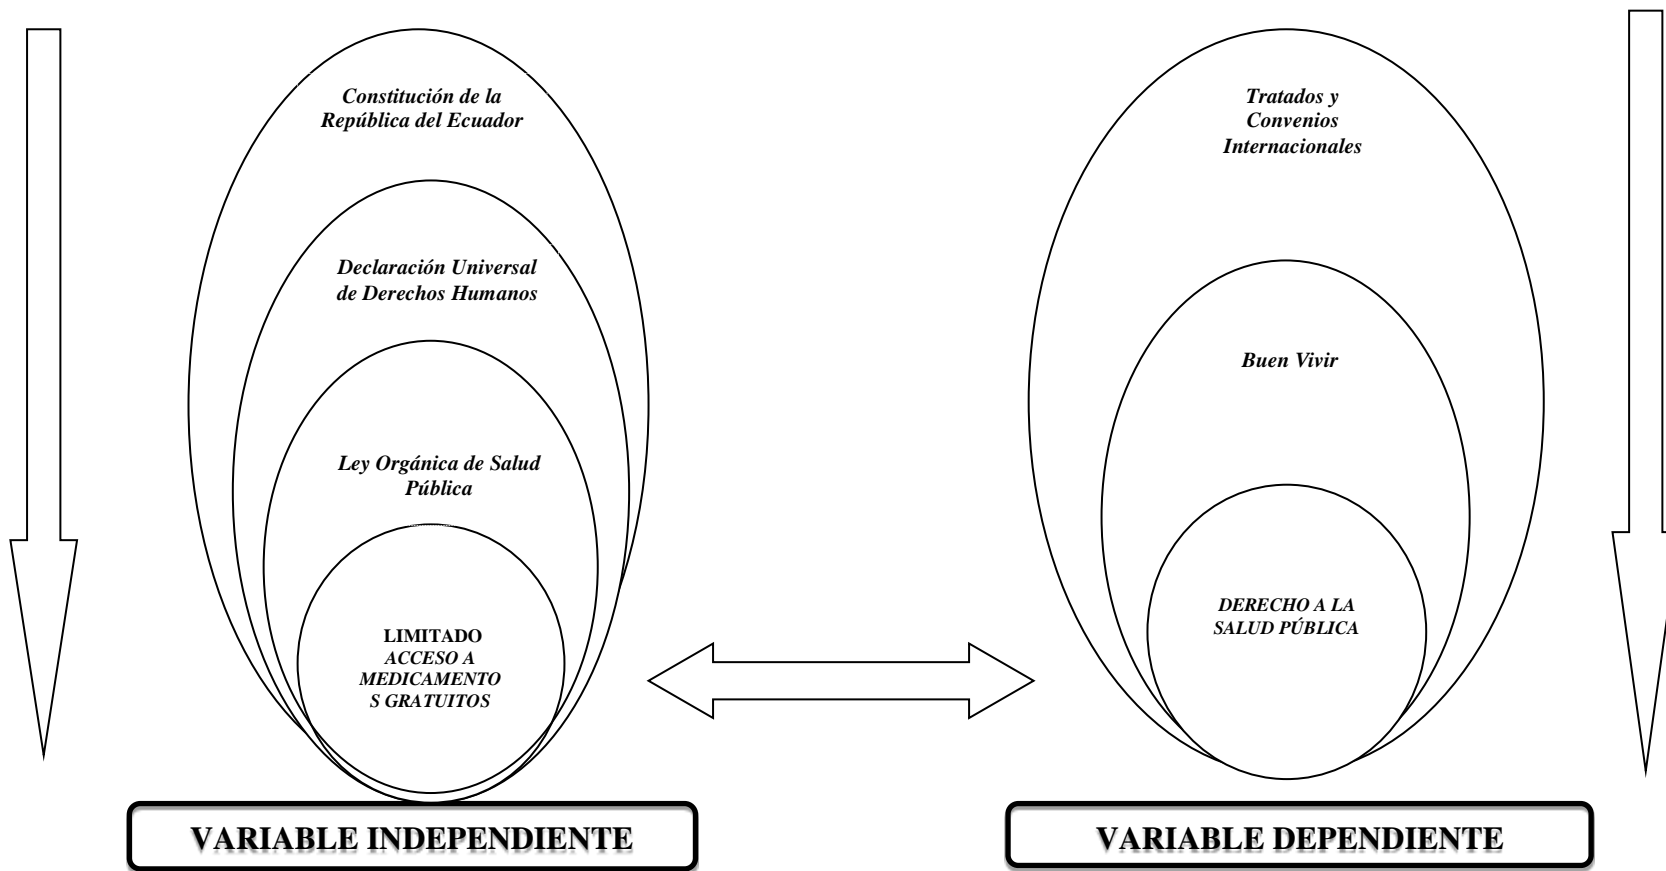 Constitución de la
República del Ecuador
Declaración Universal
de Derechos Humanos
Ley Orgánica de Salud
Pública
LIMITADO
ACCESO A
MEDICAMENTO
S GRATUITOS
VARIABLE INDEPENDIENTE
Tratados y
Convenios
Internacionales
Buen Vivir
DERECHO A LA
SALUD PÚBLICA
VARIABLE DEPENDIENTE